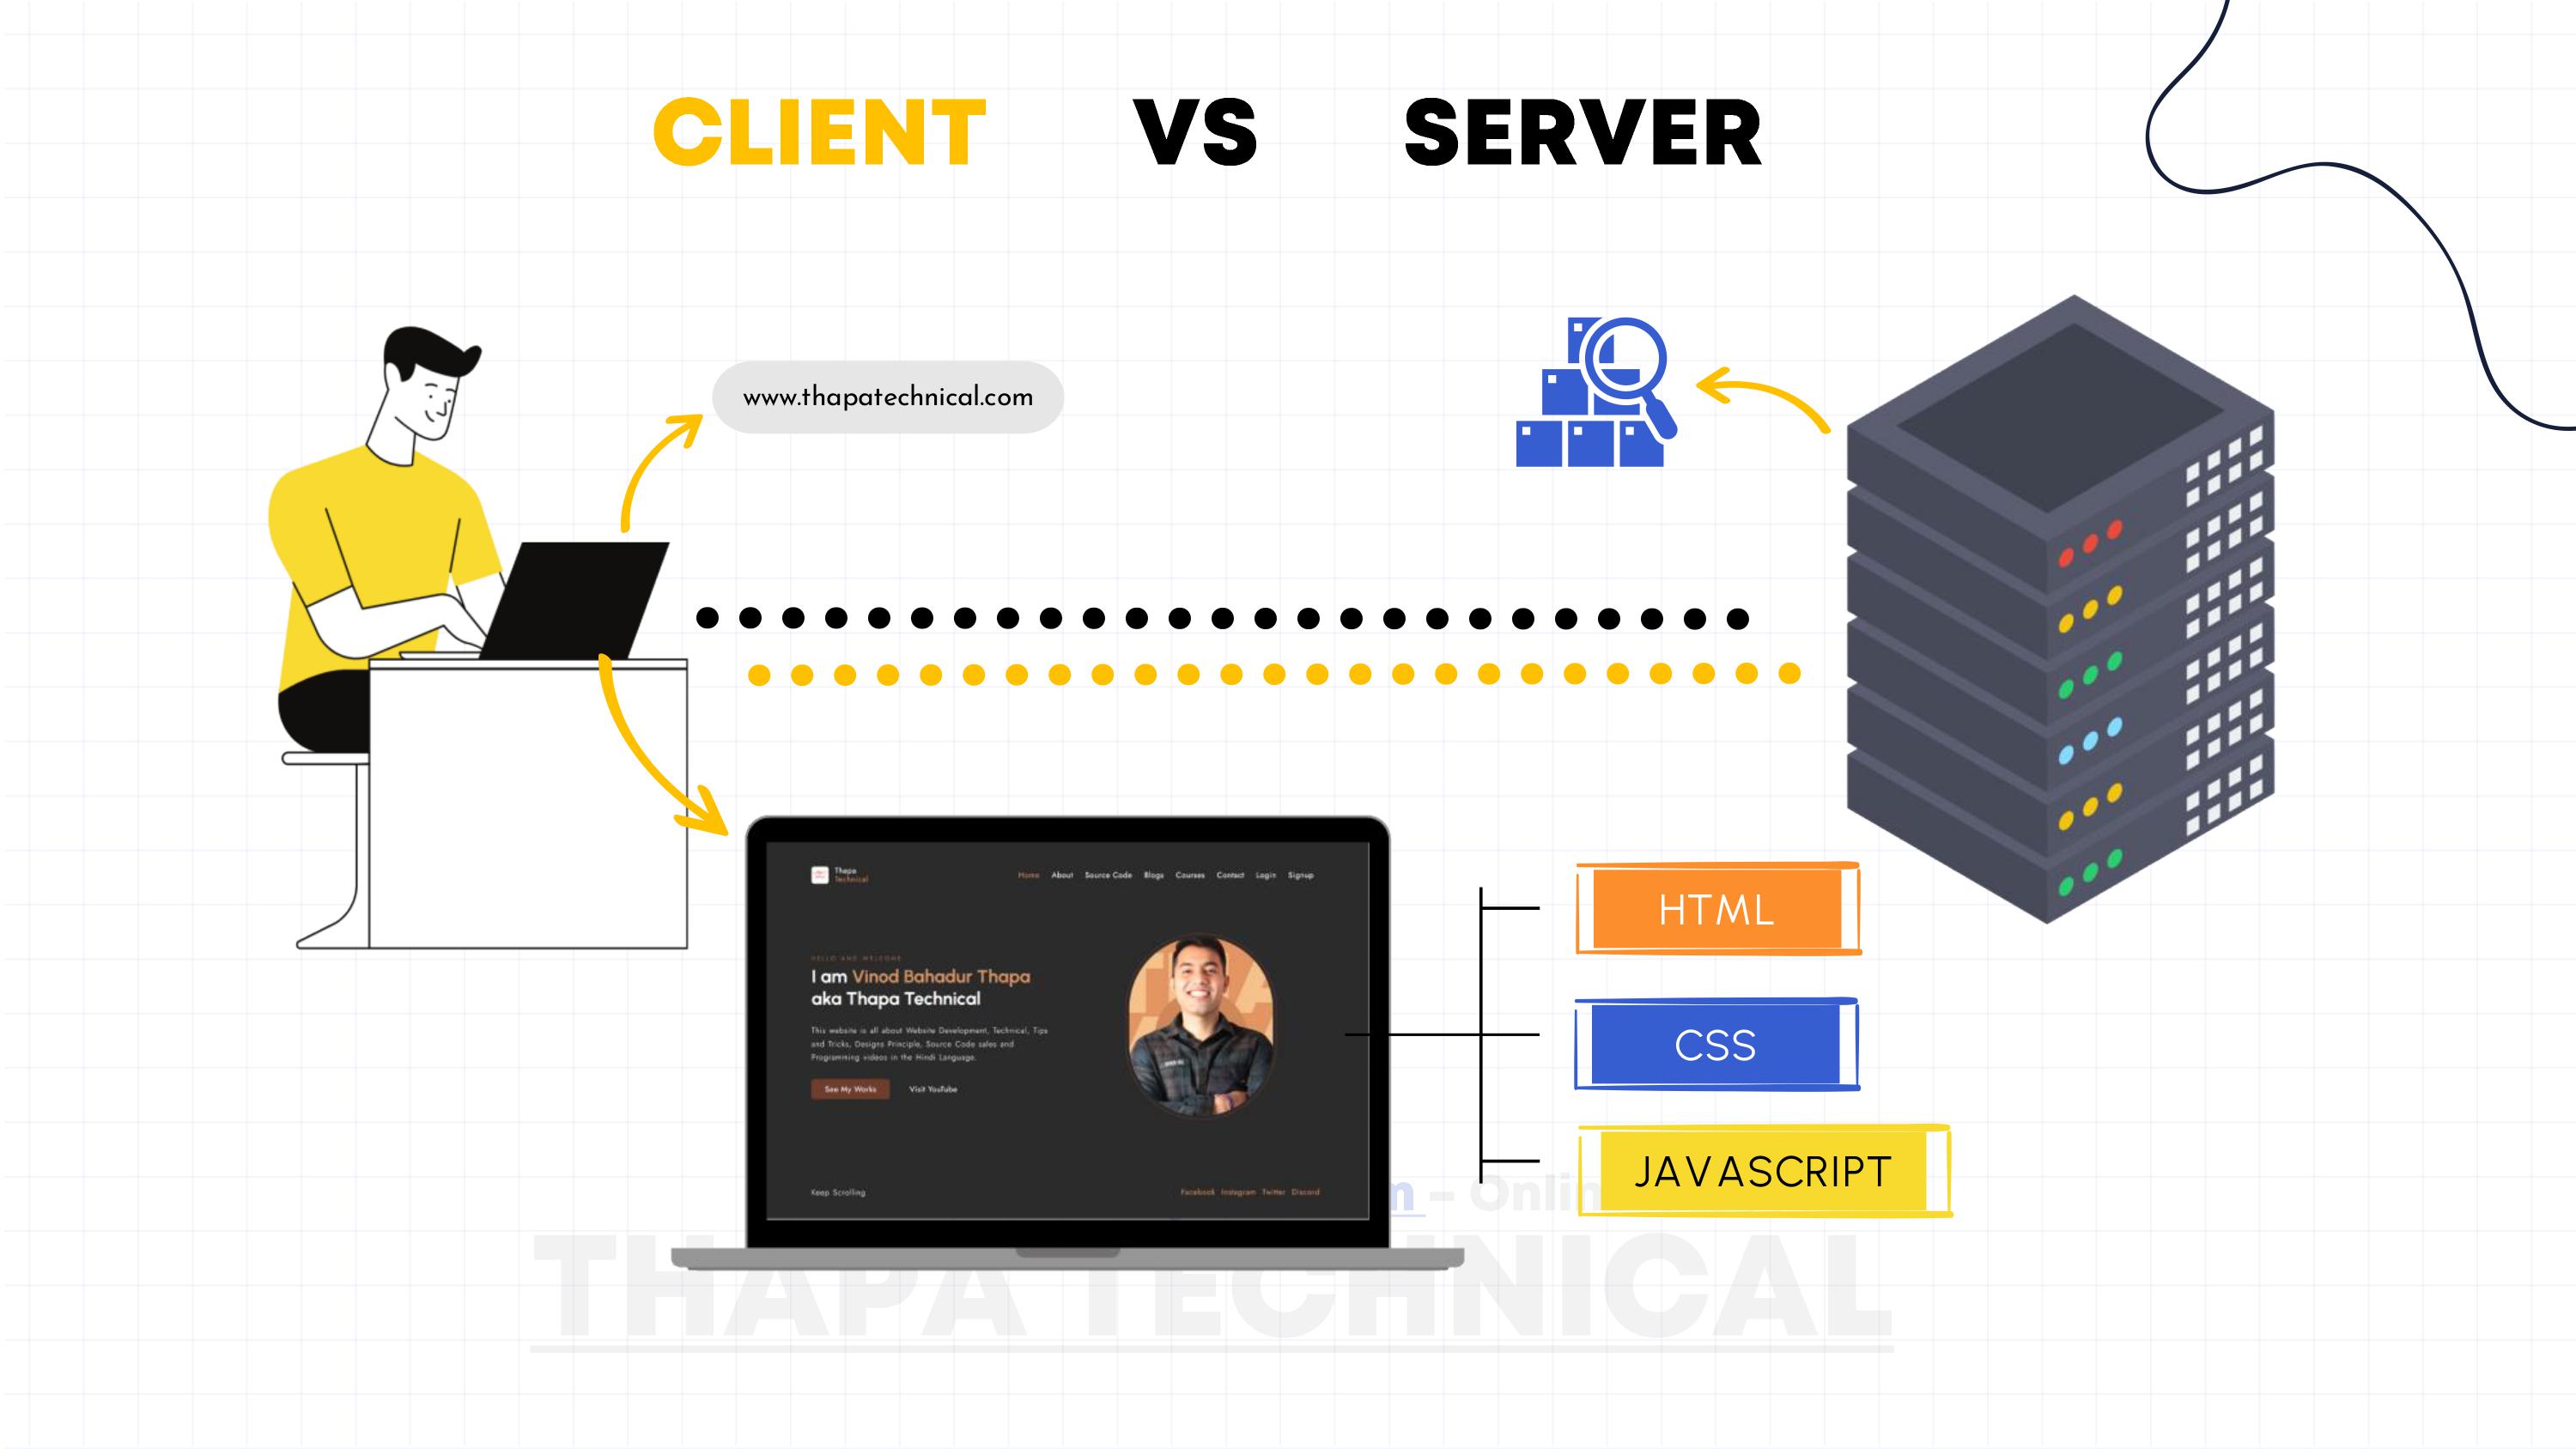 CLIENT VS SERVER
www.thapatechnical.com
Thapa
Technical
Home About Source Code Blogs Courses Contact Login Signup
HELLO AND WELCOME
I am Vinod Bahadur Thapa
aka Thapa Technical
This website is all about Website Development, Technical, Tips
and Tricks, Designs Principle, Source Code sales and
Programming videos in the Hindi Language.
See My Works Visit YouTube
Keep Scrolling
Facebook Instagram Twitter Discord
HTML
CSS
JAVASCRIPT
THAPA TECHNICAL